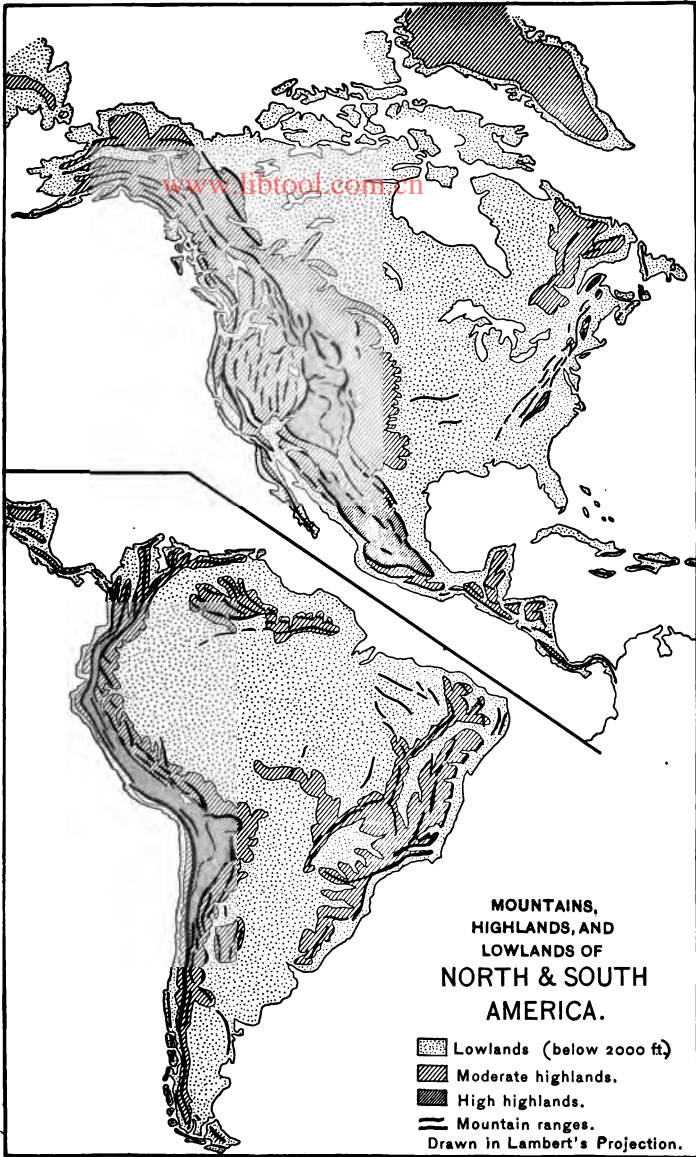 www.libtool.com.cn
MOUNTAINS,
HIGHLANDS, AND
LOWLANDS OF
NORTH & SOUTH
AMERICA.
Lowlands (below 2000 ft.)
Moderate highlands.
High highlands.
Mountain ranges.
Drawn in Lambert's Projection.